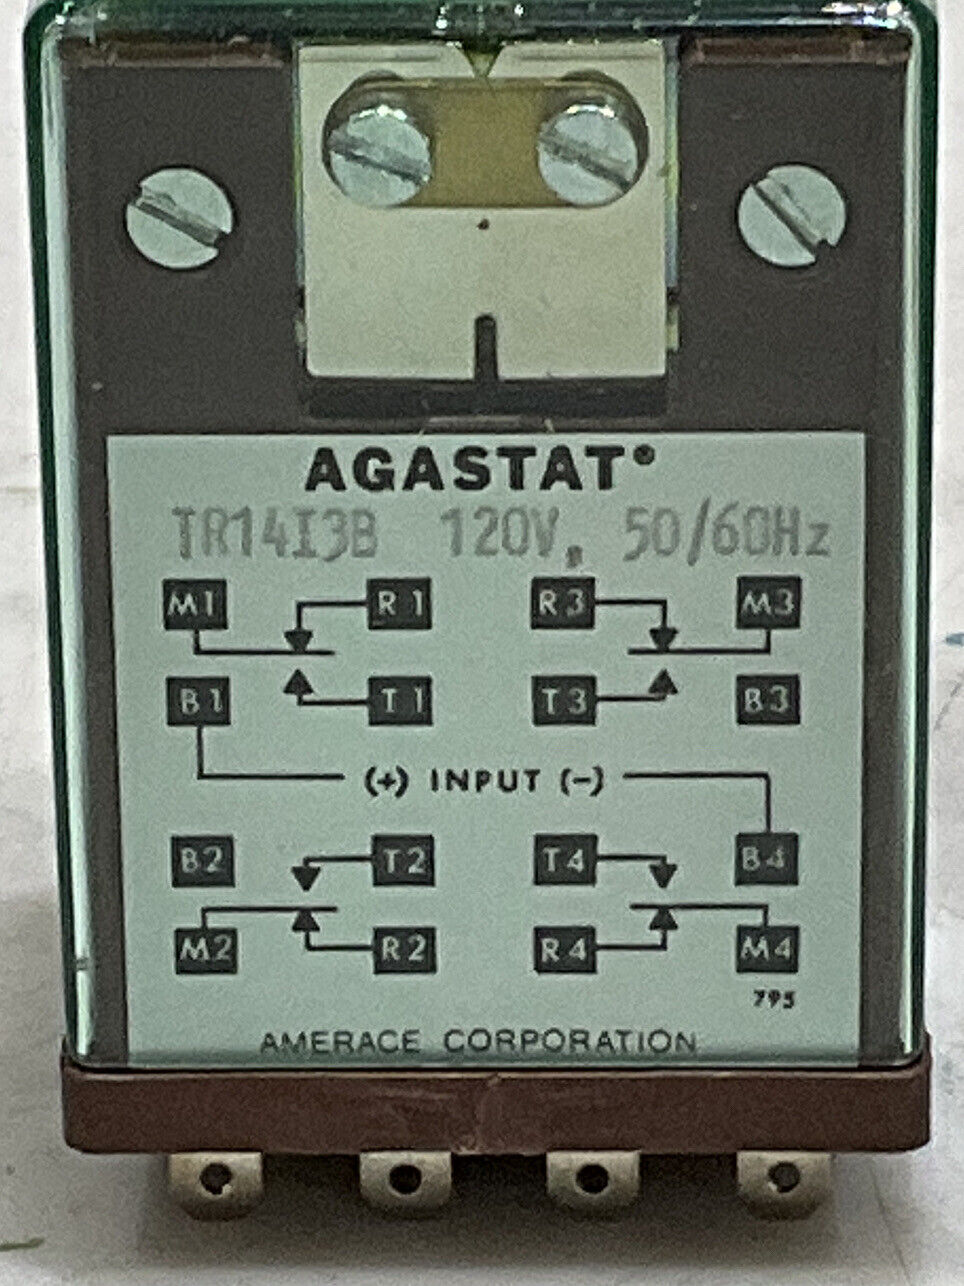 AGASTAT®
TR14I3B 120V, 50/60Hz
M1 R1 R3 M3
B1 T1 T3 B3
(+) INPUT (-)
B2 T2 T4 B4
M2 R2 R4 M4
795
AMERACE CORPORATION